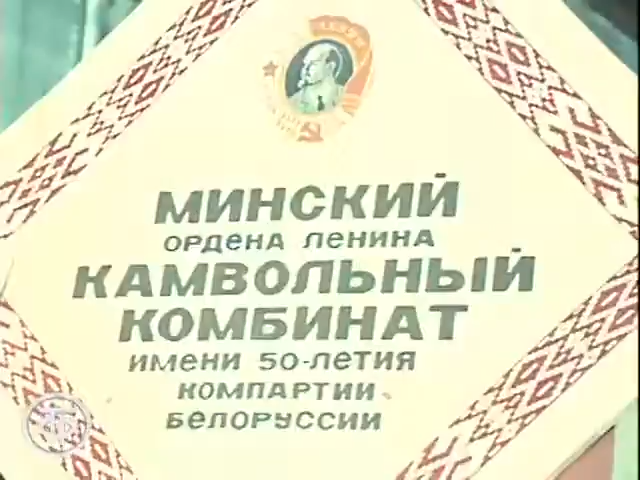 МИНСКИЙ
ОРДЕНА ЛЕНИНА
КАМВОЛЬНЫЙ
КОМБИНАТ
ИМЕНИ 50-ЛЕТИЯ
КОМПАРТИИ
БЕЛОРУССИИ